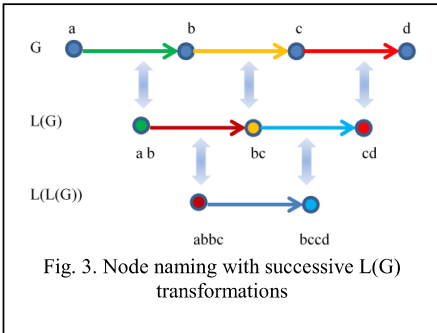 a b c d
G
L(G)
a b bc cd
L(L(G))
abbc bccd
Fig. 3. Node naming with successive L(G)
transformations